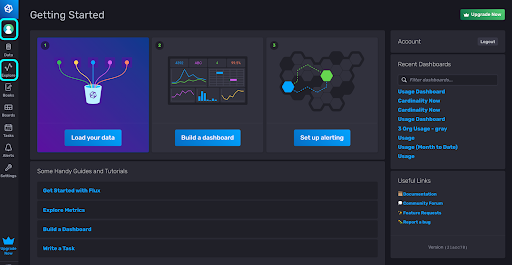 Getting Started
Upgrade Now
Data
Explore
Books
Boards
Tasks
Alerts
Settings
Upgrade
Now
1
Load your data
2
Build a dashboard
3
Set up alerting
Some Handy Guides and Tutorials
Get Started with Flux
Explore Metrics
Build a Dashboard
Write a Task
Account
Logout
Recent Dashboards
Filter dashboards...
Usage Dashboard
Cardinality Now
Cardinality Now
Usage Dashboard
3 Org Usage - gray
Usage
Usage (Month to Date)
Usage
Useful Links
Documentation
Community Forum
Feature Requests
Report a bug
Version